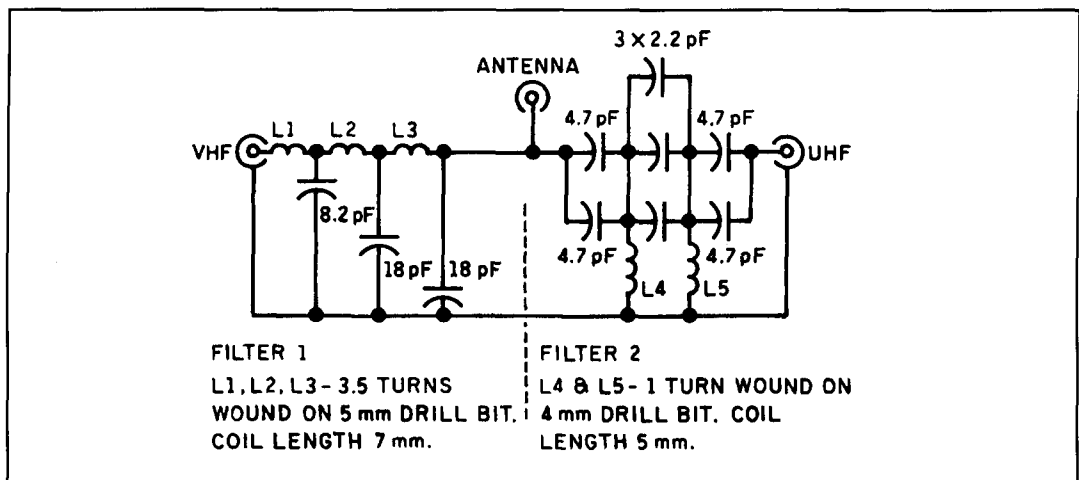 3 X 2.2 pF
ANTENNA
4.7 pF
4.7 pF
L1
L2
L3
VHF
UHF
8.2 pF
4.7 pF
4.7 pF
18 pF
18 pF
L4
L5
FILTER 1
L1, L2, L3 - 3.5 TURNS
WOUND ON 5 mm DRILL BIT.
COIL LENGTH 7 mm.
FILTER 2
L4 & L5 - 1 TURN WOUND ON
4 mm DRILL BIT. COIL
LENGTH 5 mm.